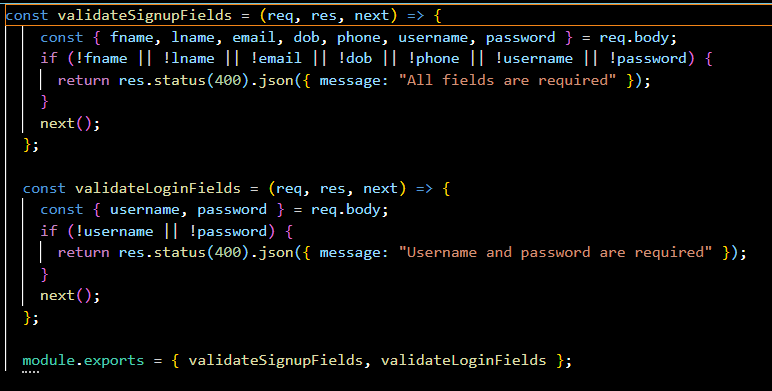 const validateSignupFields = (req, res, next) => {
const { fname, lname, email, dob, phone, username, password } = req.body;
if (!fname || !lname || !email || !dob || !phone || !username || !password) {
return res.status(400).json({ message: "All fields are required" });
}
next();
};
const validateLoginFields = (req, res, next) => {
const { username, password } = req.body;
if (!username || !password) {
return res.status(400).json({ message: "Username and password are required" });
}
next();
};
module.exports = { validateSignupFields, validateLoginFields };